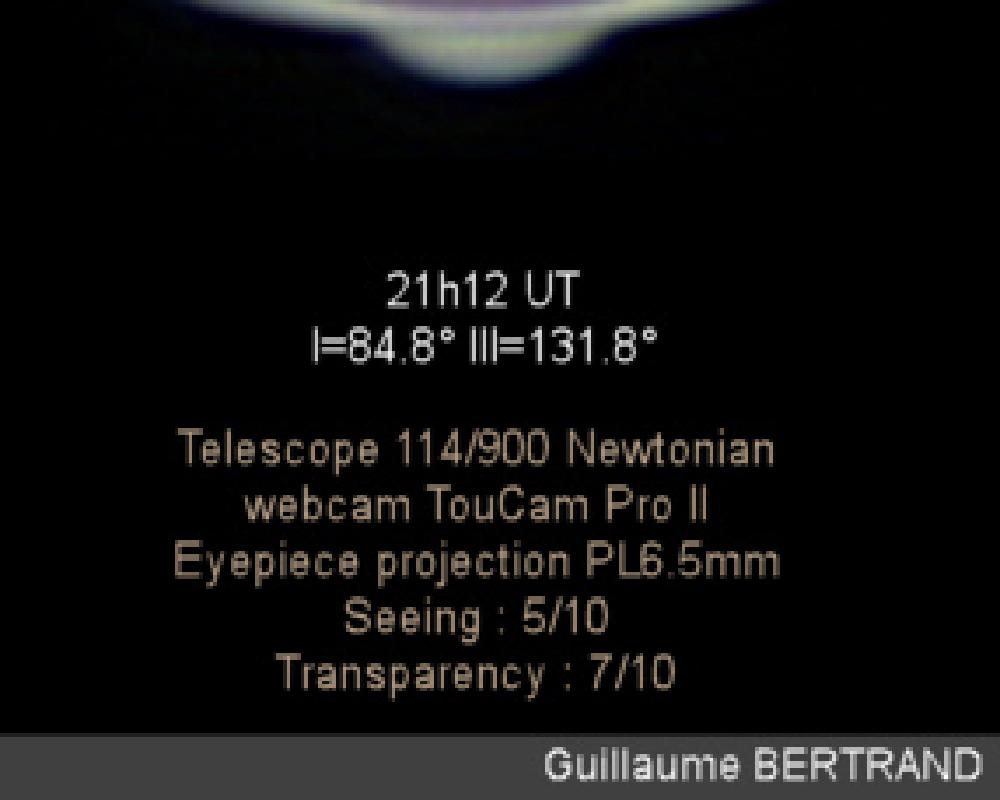 21h12 UT
I=84.8° III=131.8°
Telescope 114/900 Newtonian
webcam TouCam Pro II
Eyepiece projection PL6.5mm
Seeing : 5/10
Transparency : 7/10
Guillaume BERTRAND